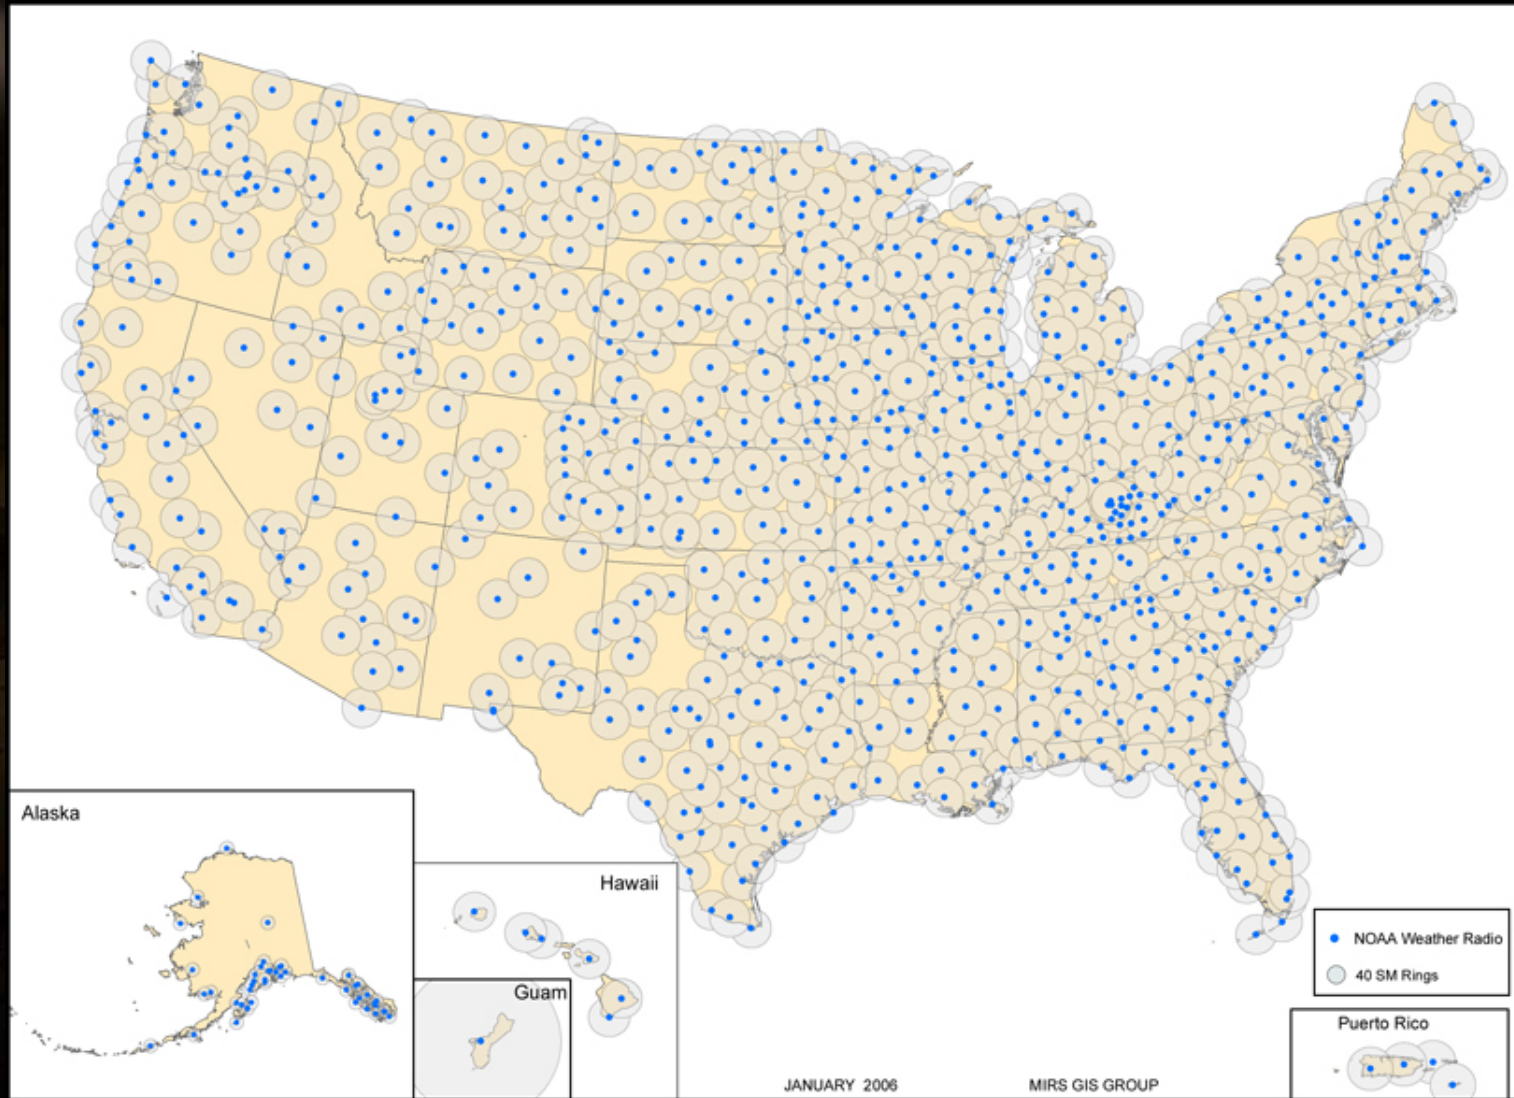 Alaska
Hawaii
Guam
NOAA Weather Radio
40 SM Rings
Puerto Rico
JANUARY 2006
MIRS GIS GROUP